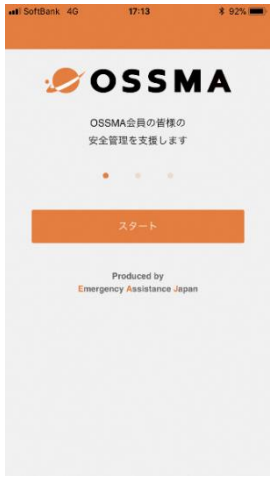 SoftBank 4G 17:13 92%
OSSMA
OSSMA会員の皆様の
安全管理を支援します
スタート
Produced by
Emergency Assistance Japan